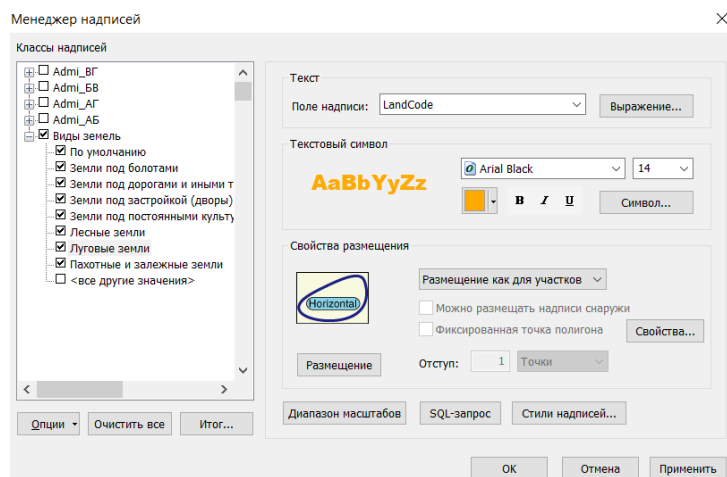 Менеджер надписей
Классы надписей
Admi_ВГ
Admi_БВ
Admi_АГ
Admi_АБ
Виды земель
По умолчанию
Земли под болотами
Земли под дорогами и иными т
Земли под застройкой (дворы)
Земли под постоянными культу
Лесные земли
Луговые земли
Пахотные и залежные земли
<все другие значения>
Опции
Очистить все
Итог...
Текст
Поле надписи:
LandCode
Выражение...
Текстовый символ
AaBbYyZz
Arial Black
14
B I U
Символ...
Свойства размещения
Horizontal
Размещение как для участков
Можно размещать надписи снаружи
Фиксированная точка полигона
Свойства...
Размещение
Отступ:
1
Точки
Диапазон масштабов
SQL-запрос
Стили надписей...
ОК
Отмена
Применить